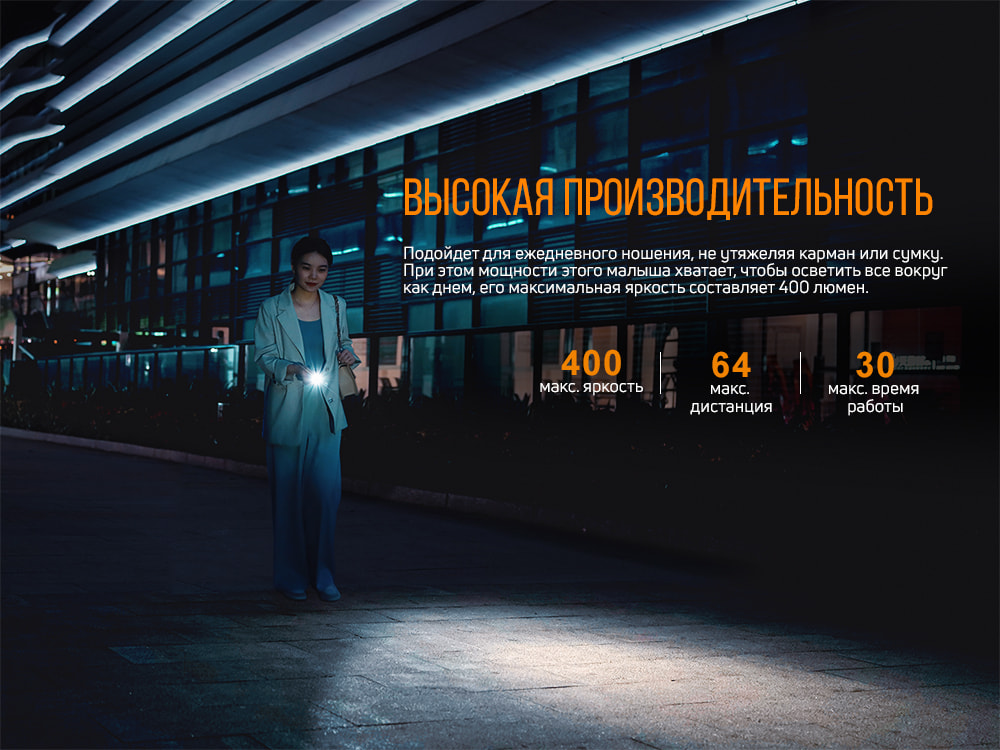 ВЫСОКАЯ ПРОИЗВОДИТЕЛЬНОСТЬ
Подойдет для ежедневного ношения, не утяжеляя карман или сумку.
При этом мощности этого малыша хватает, чтобы осветить все вокруг
как днем, его максимальная яркость составляет 400 люмен.
400
макс. яркость
64
макс.
дистанция
30
макс. время
работы